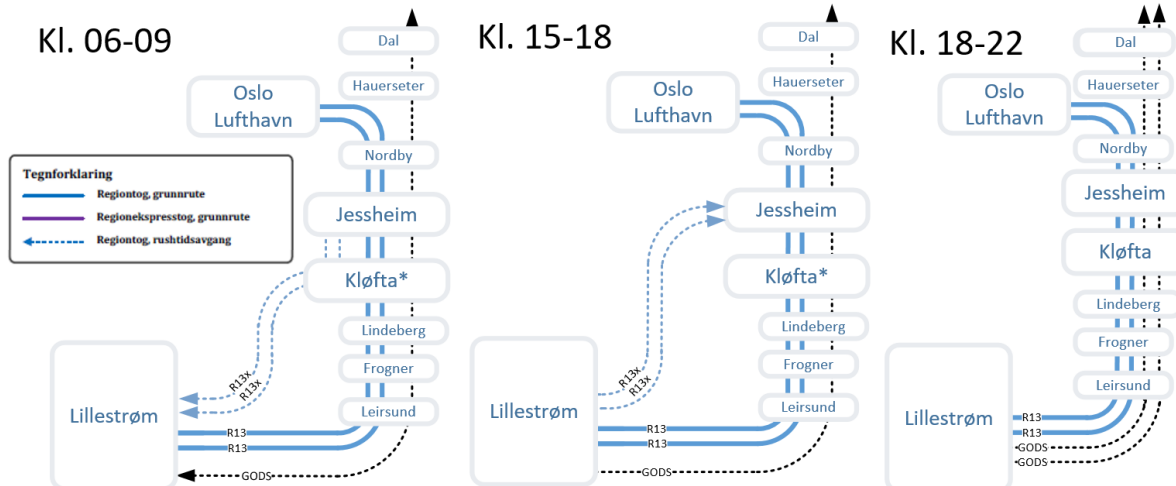 Kl. 06-09
Dal
Hauerseter
Oslo
Lufthavn
Nordby
Tegnforklaring
Regiontog, grunnrute
Regionekspresstog, grunnrute
Regiontog, rushtidsavgang
Jessheim
Kløfta*
Lindeberg
Frogner
Leirsund
Lillestrøm
R13x
R13x
R13
R13
GODS
Kl. 15-18
Dal
Hauerseter
Oslo
Lufthavn
Nordby
Jessheim
Kløfta*
Lindeberg
Frogner
Leirsund
Lillestrøm
R13x
R13x
R13
R13
GODS
Kl. 18-22
Dal
Hauerseter
Oslo
Lufthavn
Nordby
Jessheim
Kløfta
Lindeberg
Frogner
Leirsund
Lillestrøm
R13
R13
GODS
GODS